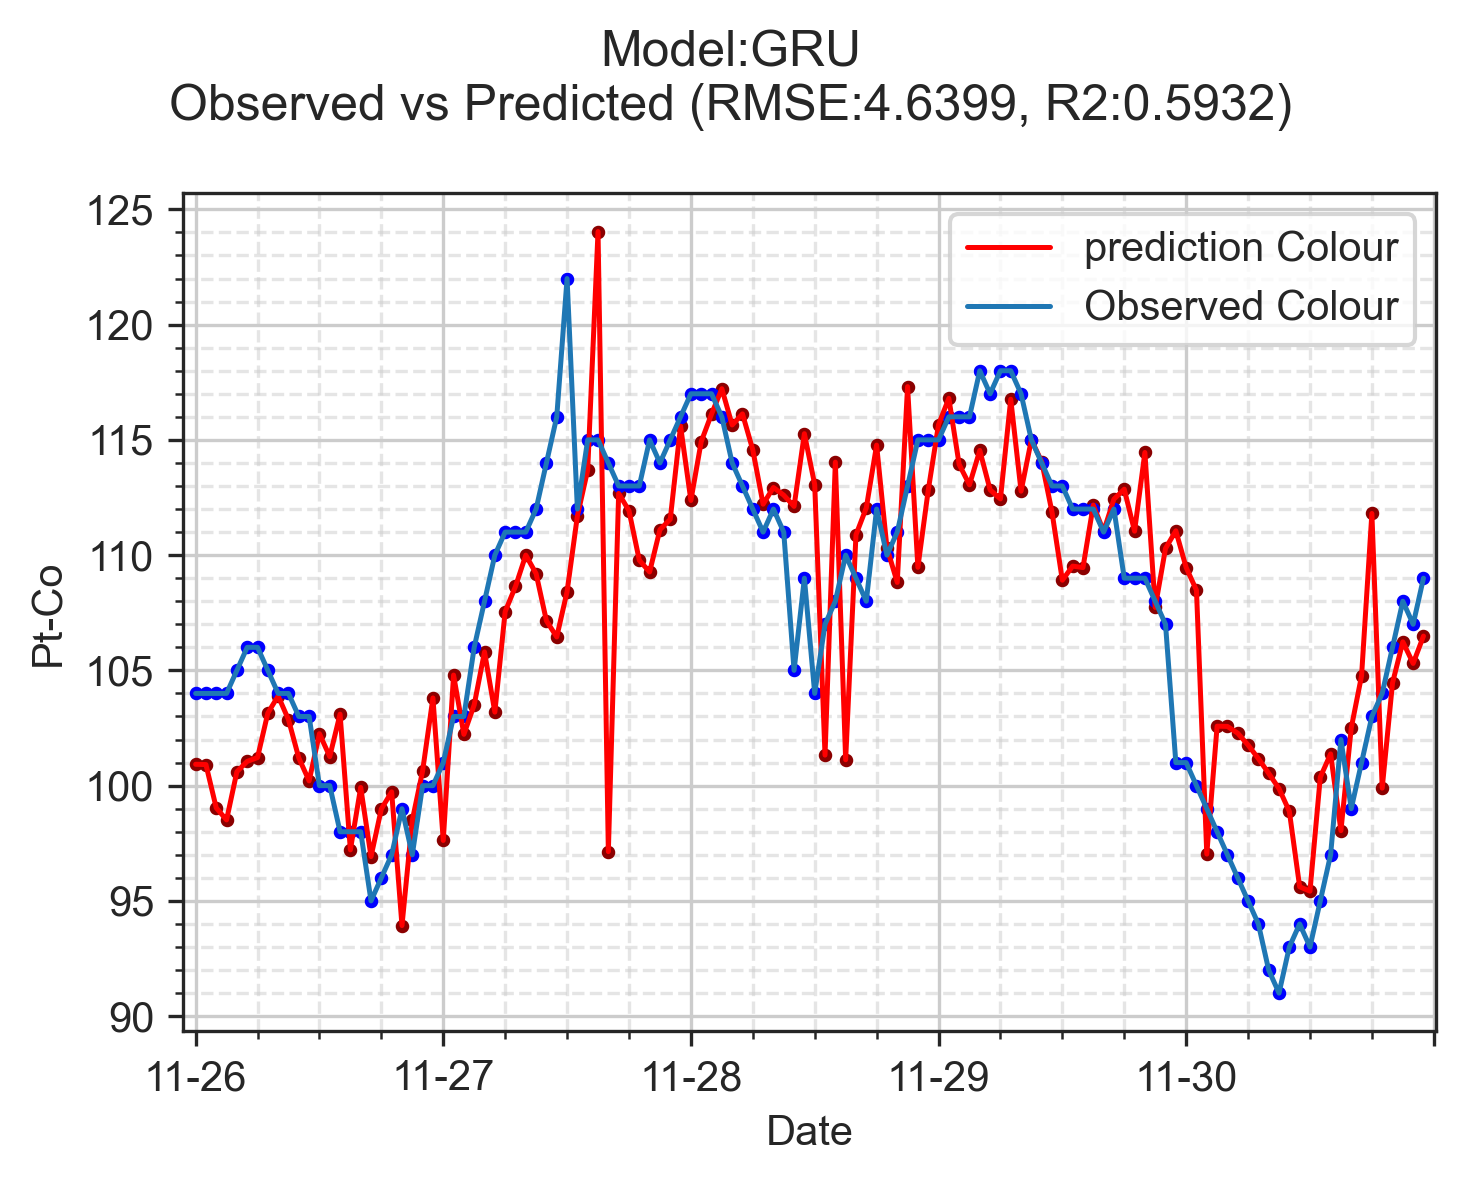 Model:GRU
Observed vs Predicted (RMSE:4.6399, R2:0.5932)
125
120
115
110
105
100
95
90
Pt-Co
prediction Colour
Observed Colour
11-26
11-27
11-28
11-29
11-30
Date